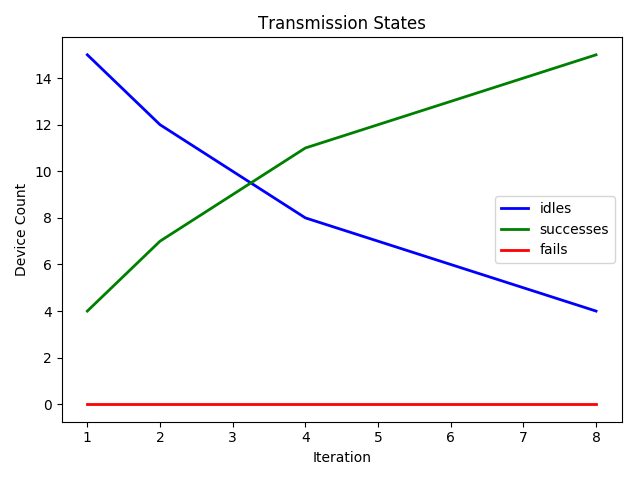 Transmission States
Device Count
14
12
10
8
6
4
2
0
idles
successes
fails
1 2 3 4 5 6 7 8
Iteration